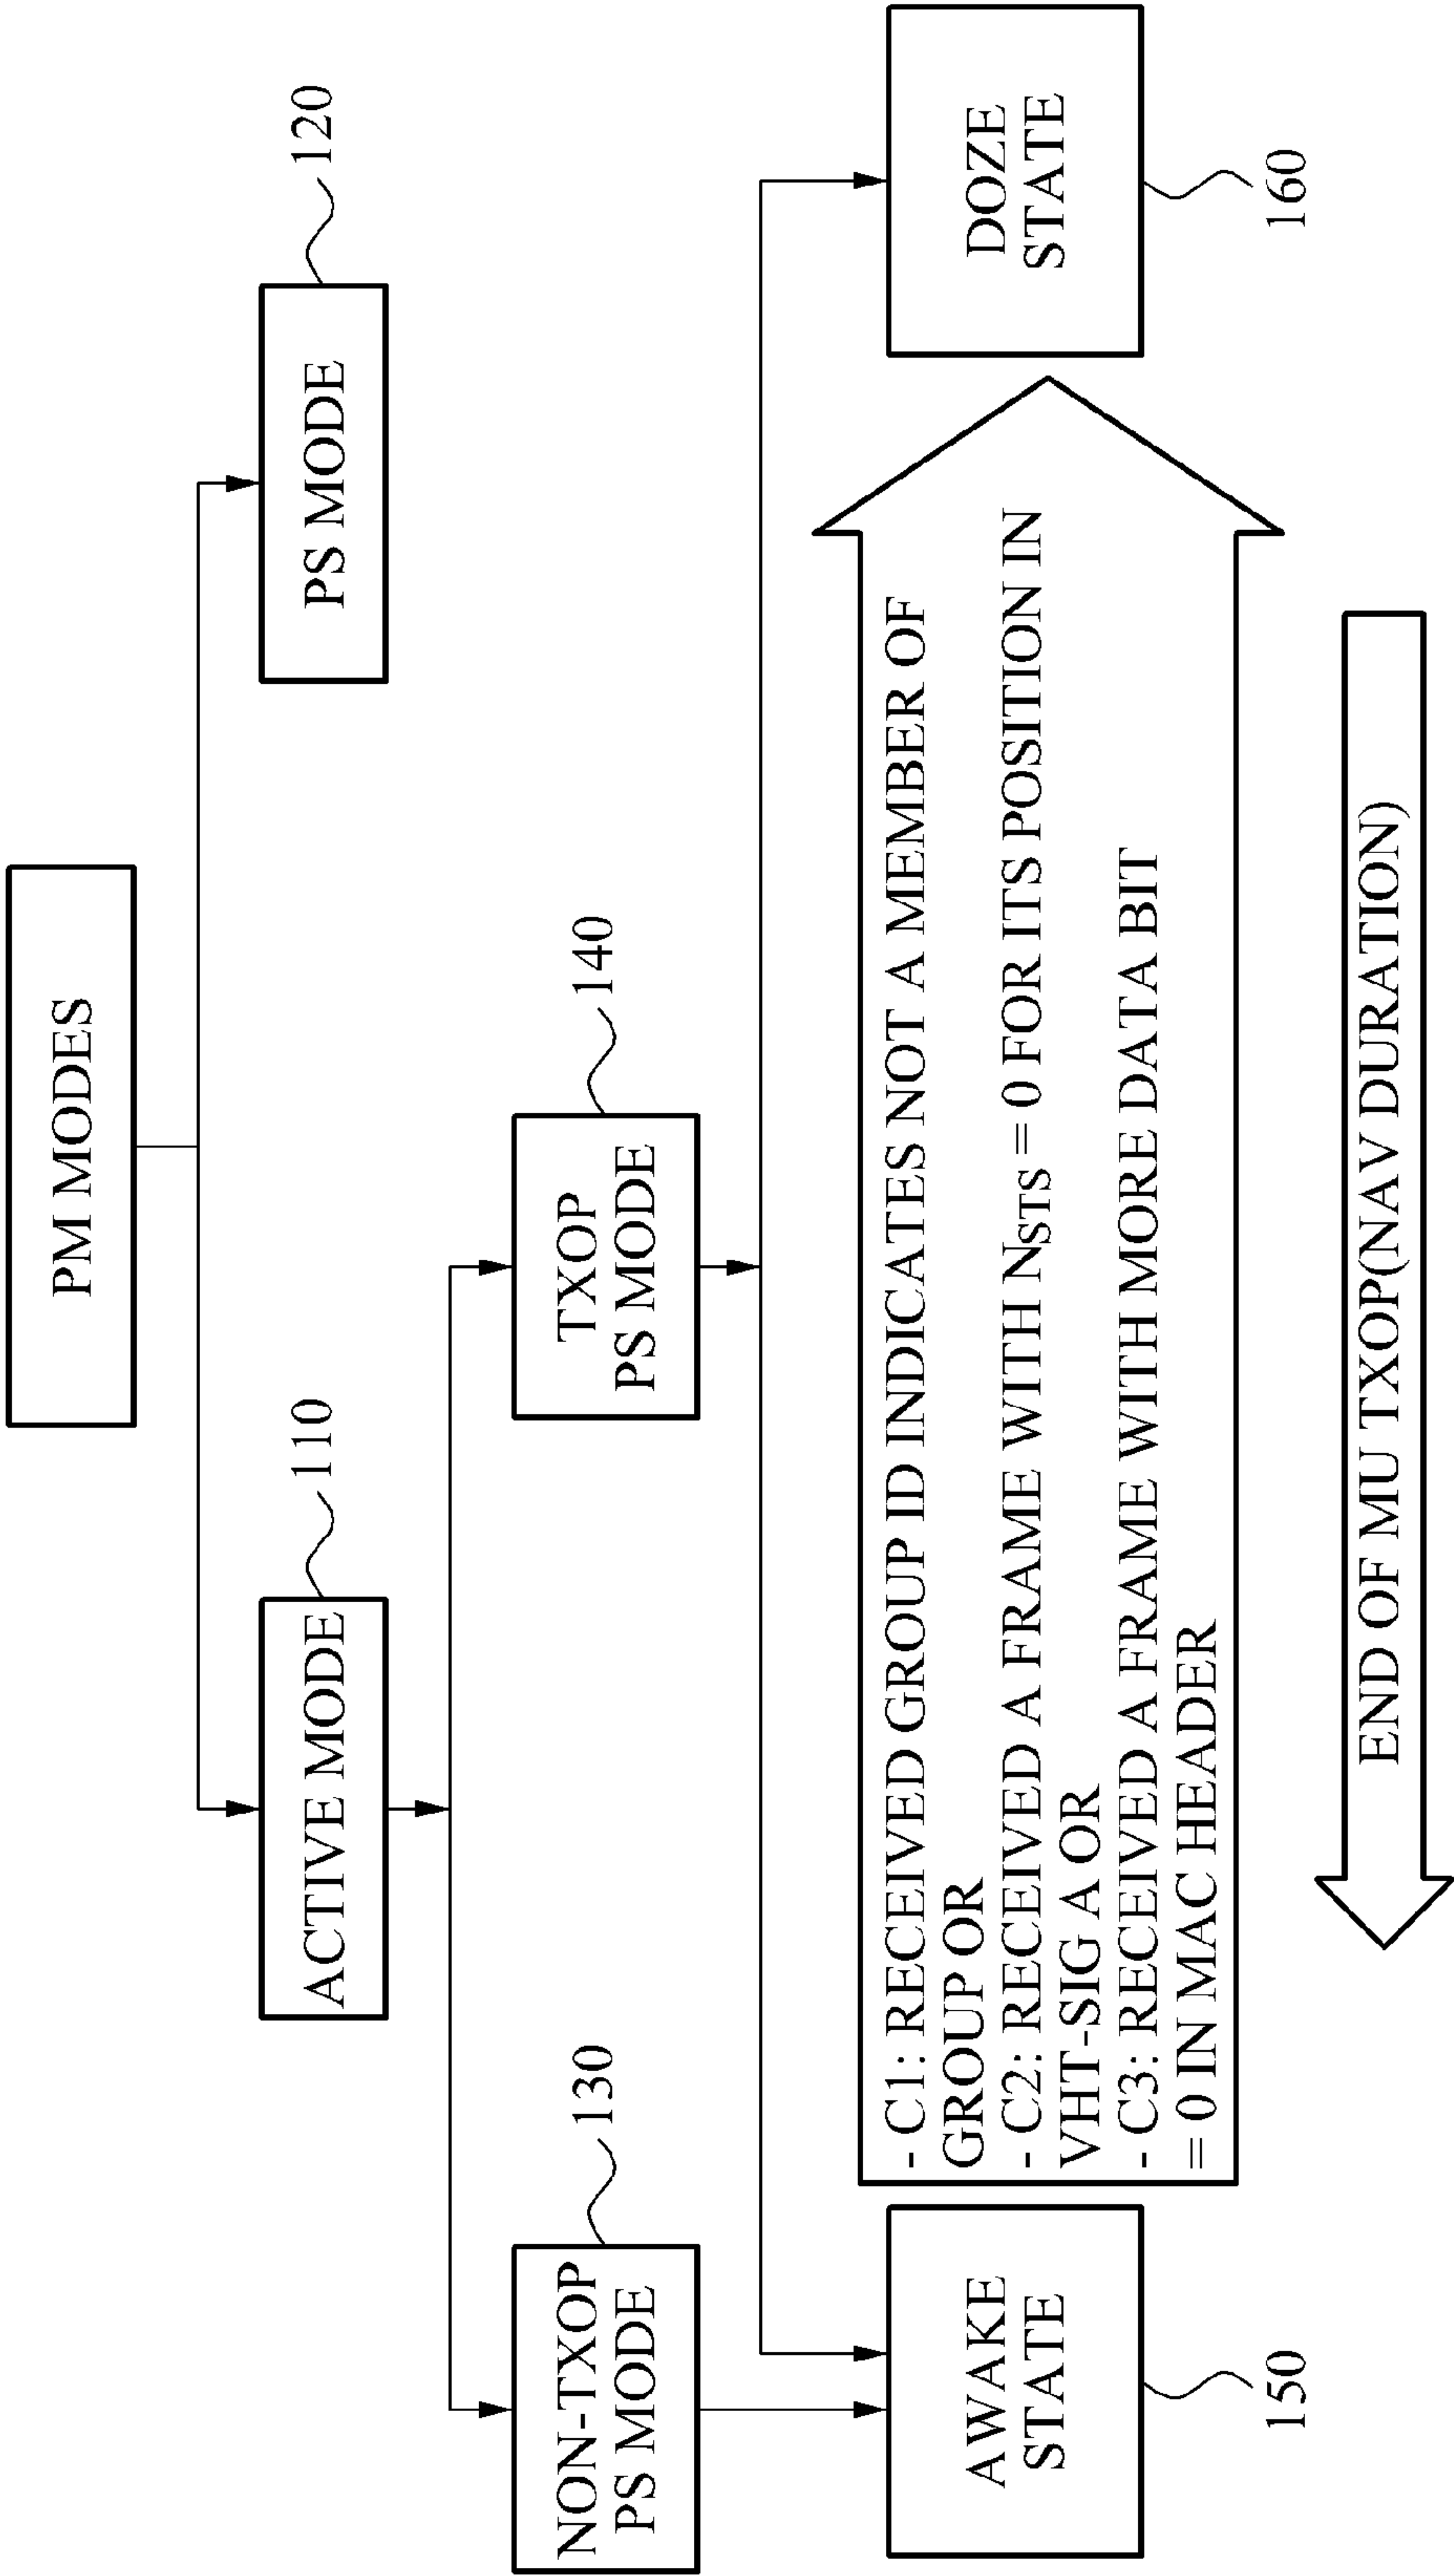 PM MODES
ACTIVE MODE
110
PS MODE
120
NON-TXOP
PS MODE
130
TXOP
PS MODE
140
AWAKE
STATE
150
- C1: RECEIVED GROUP ID INDICATES NOT A MEMBER OF
GROUP OR
- C2: RECEIVED A FRAME WITH NSTS = 0 FOR ITS POSITION IN
VHT-SIG A OR
- C3: RECEIVED A FRAME WITH MORE DATA BIT
= 0 IN MAC HEADER
DOZE
STATE
160
END OF MU TXOP(NAV DURATION)